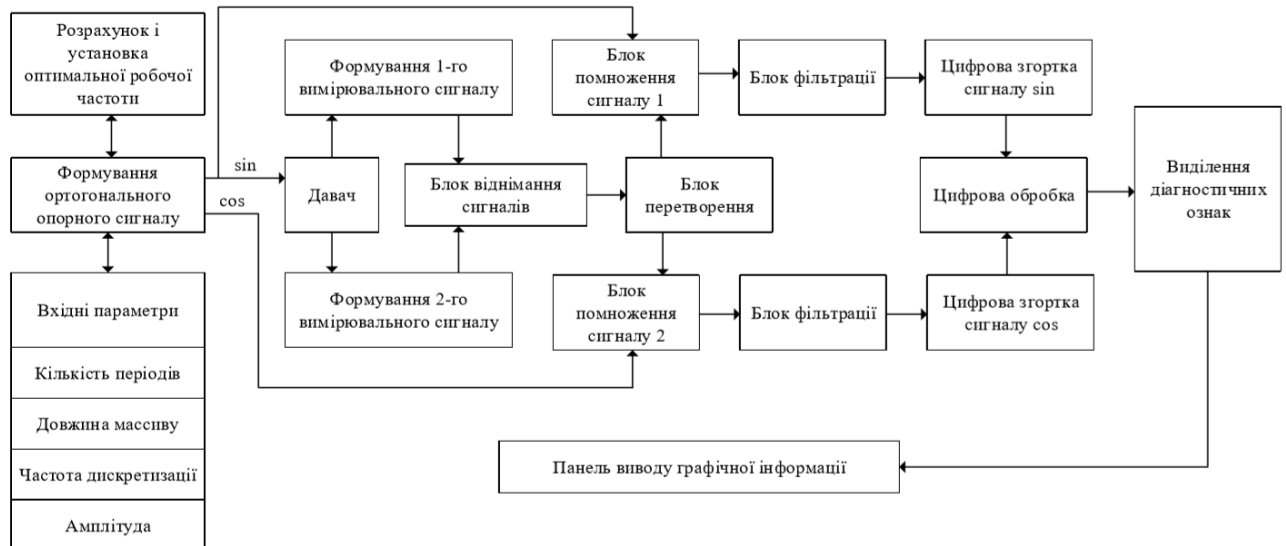 Розрахунок і
установка
оптимальної робочої
частоти
Формування 1-го
вимірювального сигналу
Блок
помноження
сигналу 1
Блок фільтрації
Цифрова згортка
сигналу sin
Формування
ортогонального
опорного сигналу
sin
cos
Давач
Блок віднімання
сигналів
Блок
перетворення
Цифрова обробка
Виділення
діагностичних
ознак
Вхідні параметри
Кількість періодів
Довжина массиву
Частота дискретизації
Амплітуда
Формування 2-го
вимірювального сигналу
Блок
помноження
сигналу 2
Блок фільтрації
Цифрова згортка
сигналу cos
Панель виводу графічної інформації